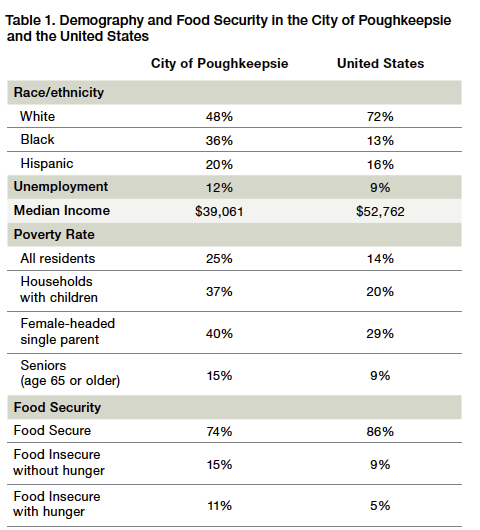 Table 1. Demography and Food Security in the City of Poughkeepsie
and the United States
City of Poughkeepsie United States
Race/ethnicity
White 48% 72%
Black 36% 13%
Hispanic 20% 16%
Unemployment 12% 9%
Median Income $39,061 $52,762
Poverty Rate
All residents 25% 14%
Households
with children 37% 20%
Female-headed
single parent 40% 29%
Seniors
(age 65 or older) 15% 9%
Food Security
Food Secure 74% 86%
Food Insecure
without hunger 15% 9%
Food Insecure
with hunger 11% 5%